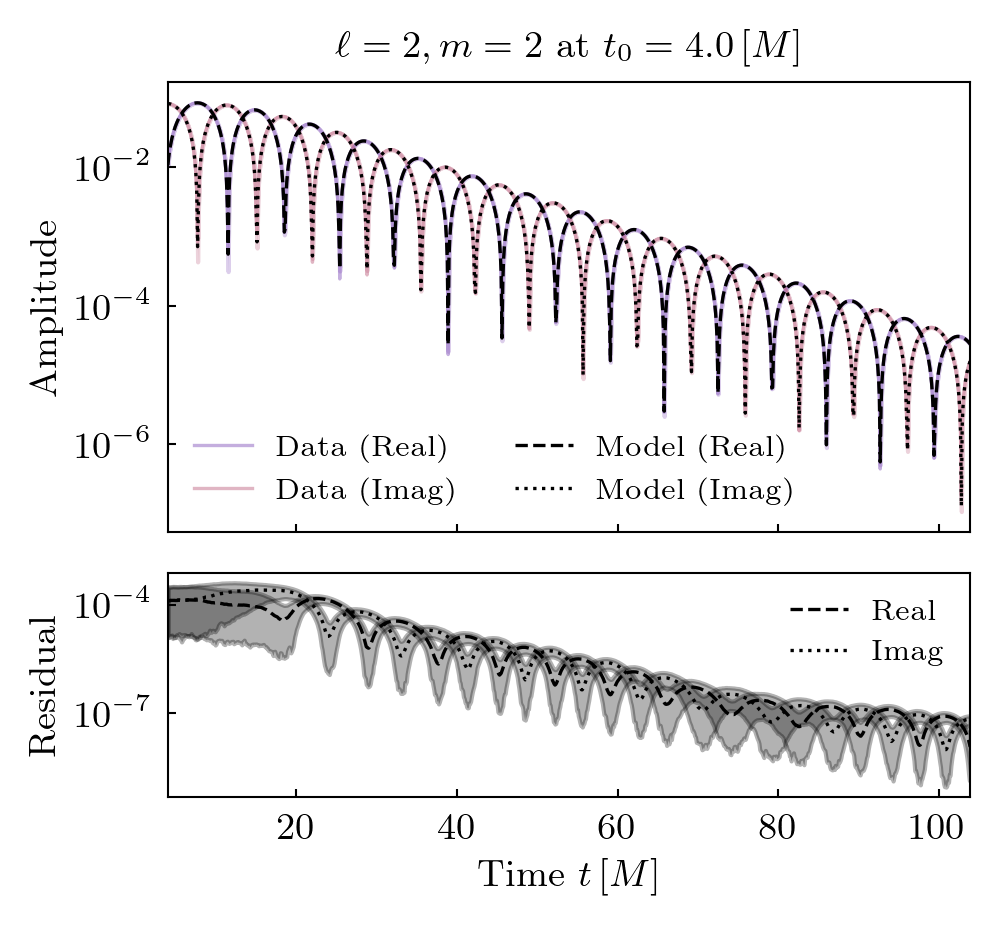 ℓ = 2, m = 2 at t₀ = 4.0 [M]
Amplitude
10⁻²
10⁻⁴
10⁻⁶
Data (Real)
Data (Imag)
Model (Real)
Model (Imag)
Residual
10⁻⁴
10⁻⁷
Real
Imag
20 40 60 80 100
Time t [M]